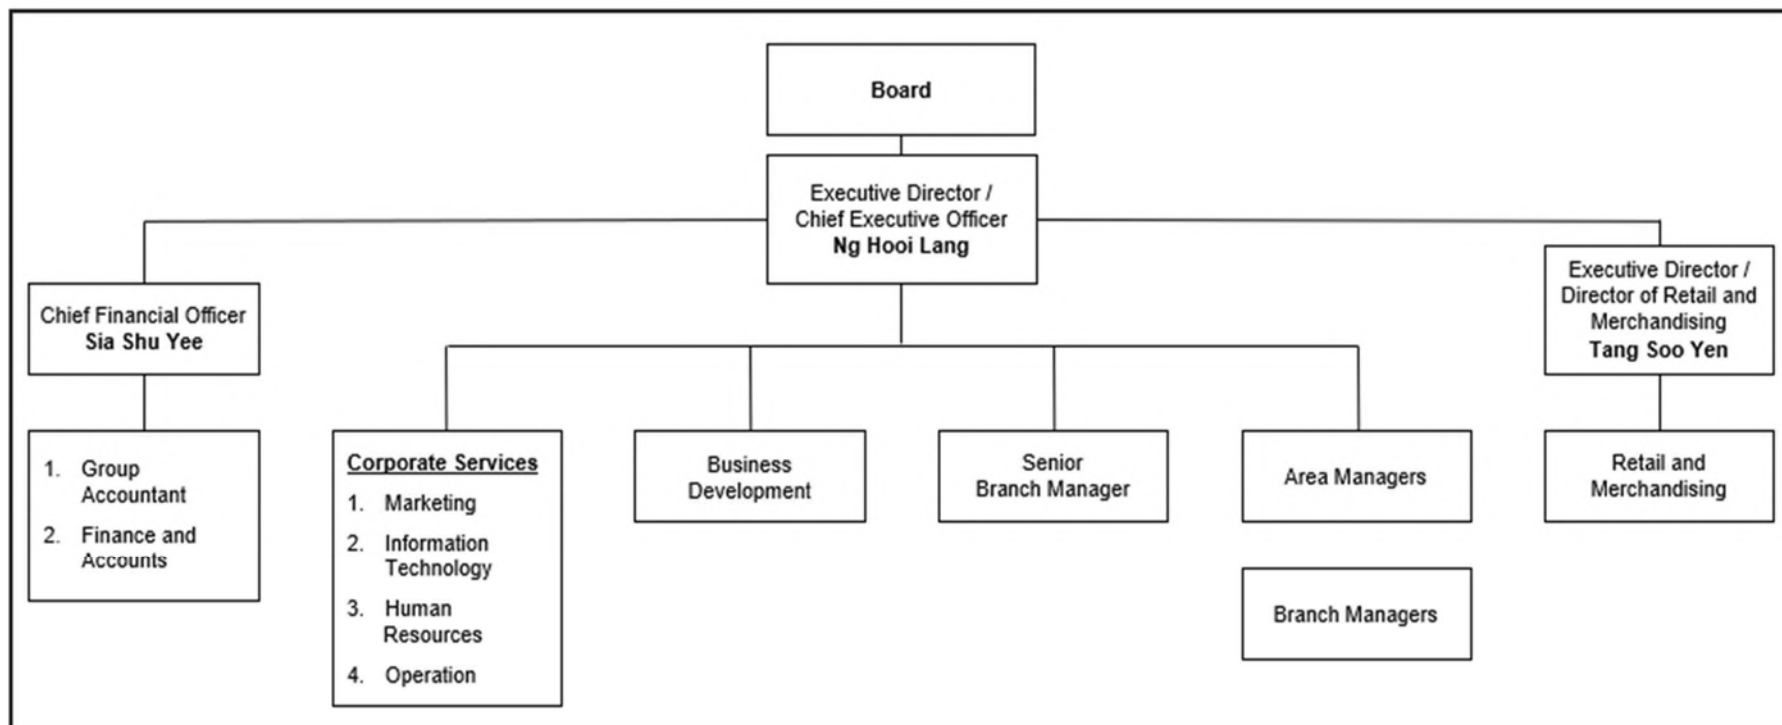 Board
Executive Director /
Chief Executive Officer
Ng Hooi Lang
Chief Financial Officer
Sia Shu Yee
Executive Director /
Director of Retail and
Merchandising
Tang Soo Yen
1. Group
Accountant
2. Finance and
Accounts
Corporate Services
1. Marketing
2. Information
Technology
3. Human
Resources
4. Operation
Business
Development
Senior
Branch Manager
Area Managers
Branch Managers
Retail and
Merchandising